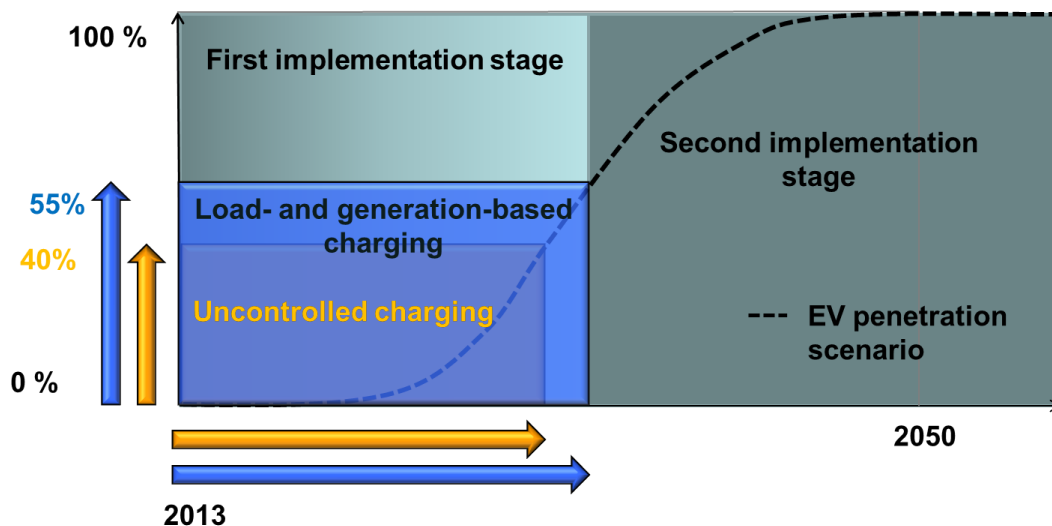 100 %
First implementation stage
Second implementation
stage
55%
Load- and generation-based
charging
40%
Uncontrolled charging
EV penetration
scenario
0 %
2050
2013